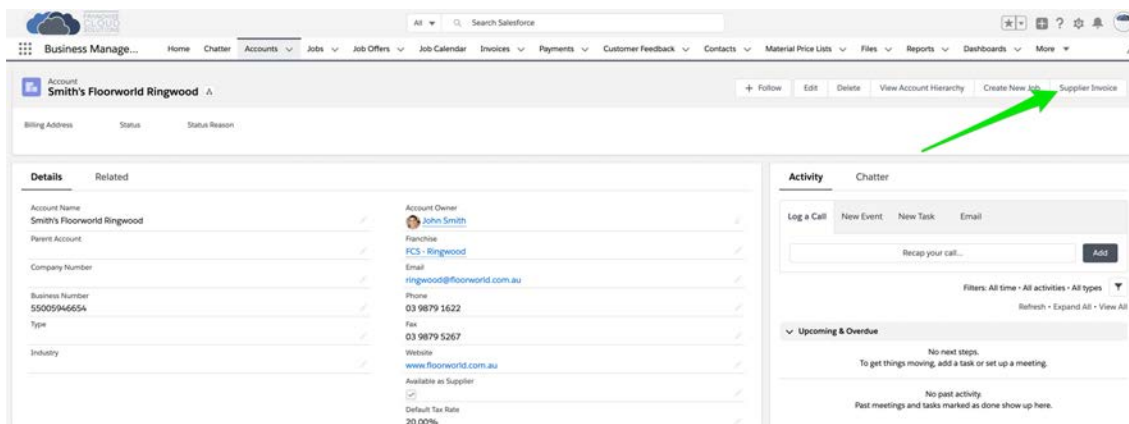 FRANCHISE
CLOUD
SOLUTIONS
All Search Salesforce
Business Manage... Home Chatter Accounts Jobs Job Offers Job Calendar Invoices Payments Customer Feedback Contacts Material Price Lists Files Reports Dashboards More
Account
Smith's Floorworld Ringwood
+ Follow Edit Delete View Account Hierarchy Create New Job Supplier Invoice
Billing Address Status Status Reason
Details Related
Account Name
Smith's Floorworld Ringwood
Parent Account
Company Number
Business Number
55005946654
Type
Industry
Account Owner
John Smith
Franchise
FCS - Ringwood
Email
ringwood@floorworld.com.au
Phone
03 9879 1622
Fax
03 9879 5267
Website
www.floorworld.com.au
Available as Supplier
Default Tax Rate
20.00%
Activity Chatter
Log a Call New Event New Task Email
Recap your call... Add
Filters: All time • All activities • All types
Refresh • Expand All • View All
Upcoming & Overdue
No next steps.
To get things moving, add a task or set up a meeting.
No past activity.
Past meetings and tasks marked as done show up here.